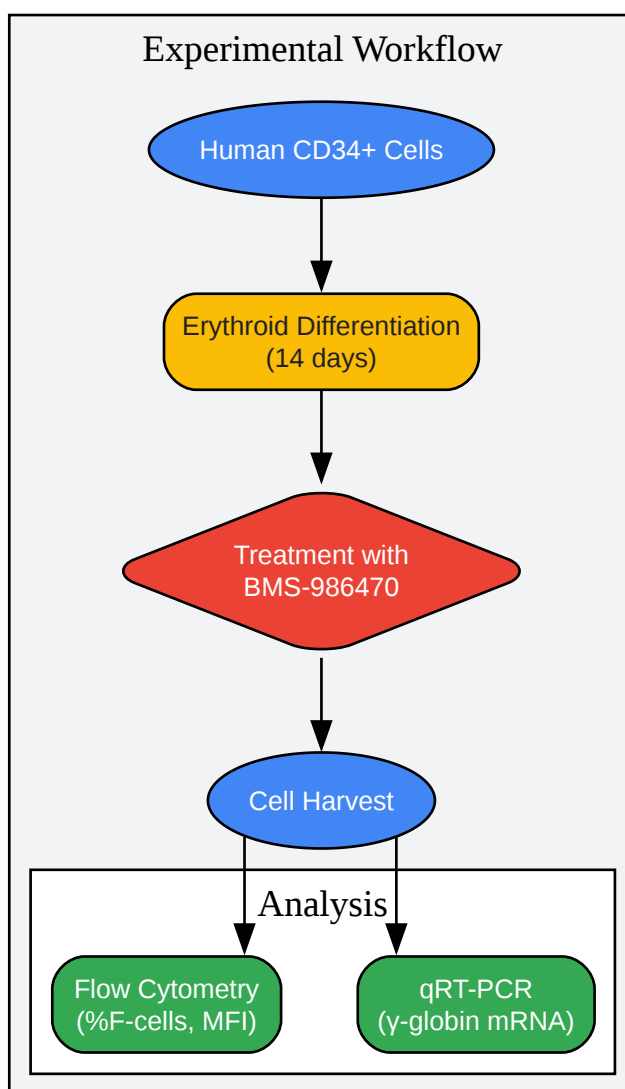 Experimental Workflow
Human CD34+ Cells
Erythroid Differentiation
(14 days)
Treatment with
BMS-986470
Cell Harvest
Analysis
Flow Cytometry
(%F-cells, MFI)
qRT-PCR
(γ-globin mRNA)